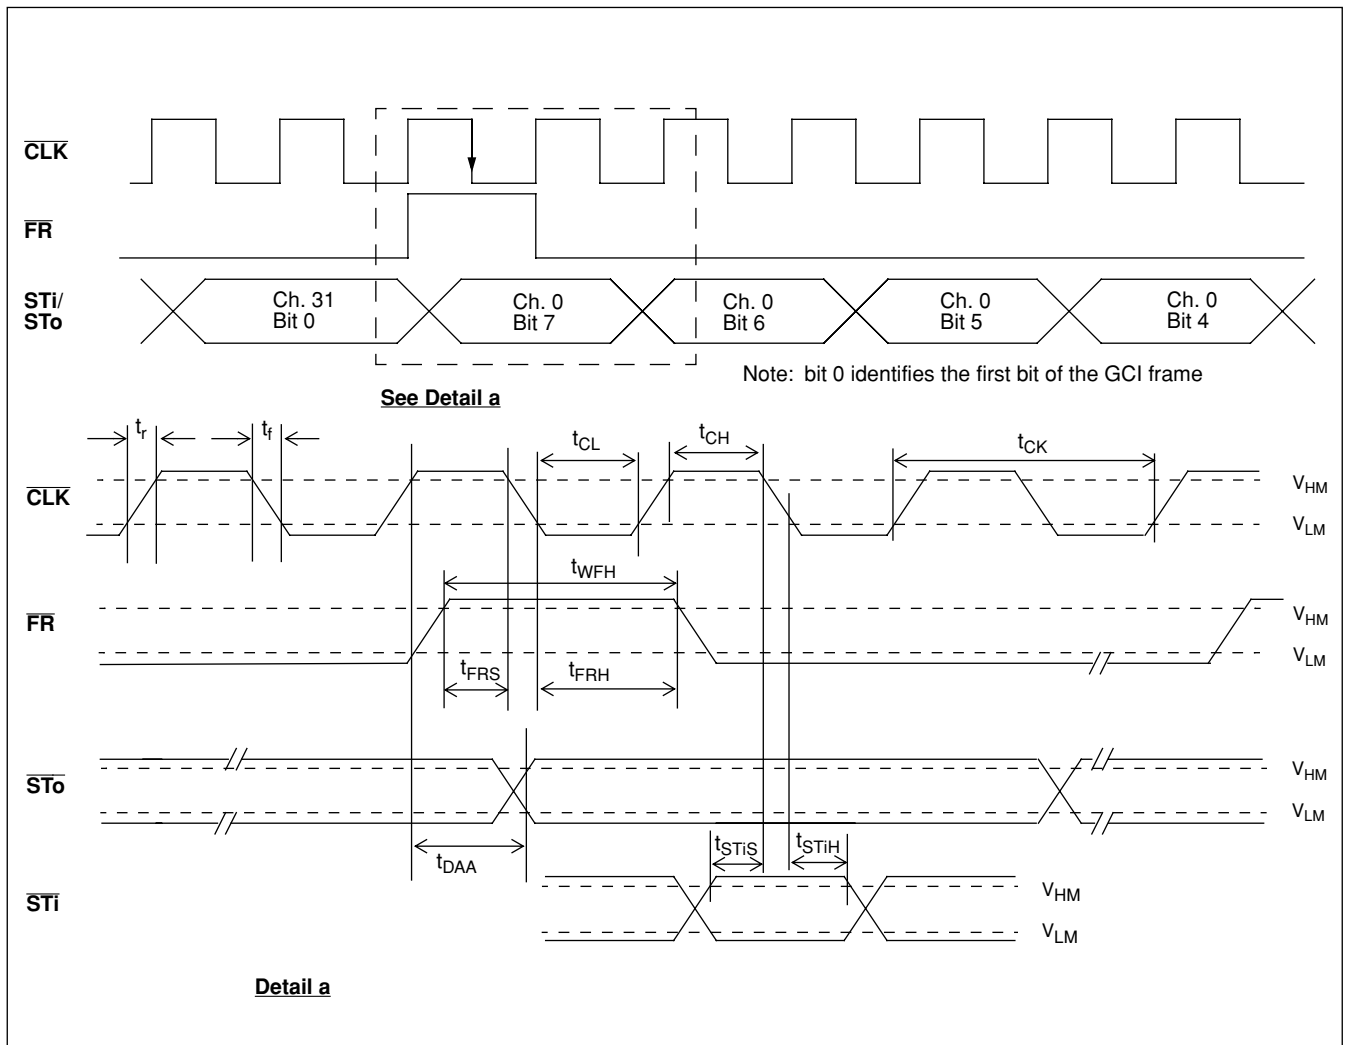 CLK
FR
STi/
STo
Ch. 31
Bit 0
Ch. 0
Bit 7
Ch. 0
Bit 6
Ch. 0
Bit 5
Ch. 0
Bit 4
Note: bit 0 identifies the first bit of the GCI frame
See Detail a
tr
tf
tCL
tCH
tCK
CLK
VHM
VLM
tWFH
FR
VHM
VLM
tFRS
tFRH
STo
VHM
VLM
tDAA
tSTiS
tSTiH
STi
VHM
VLM
Detail a